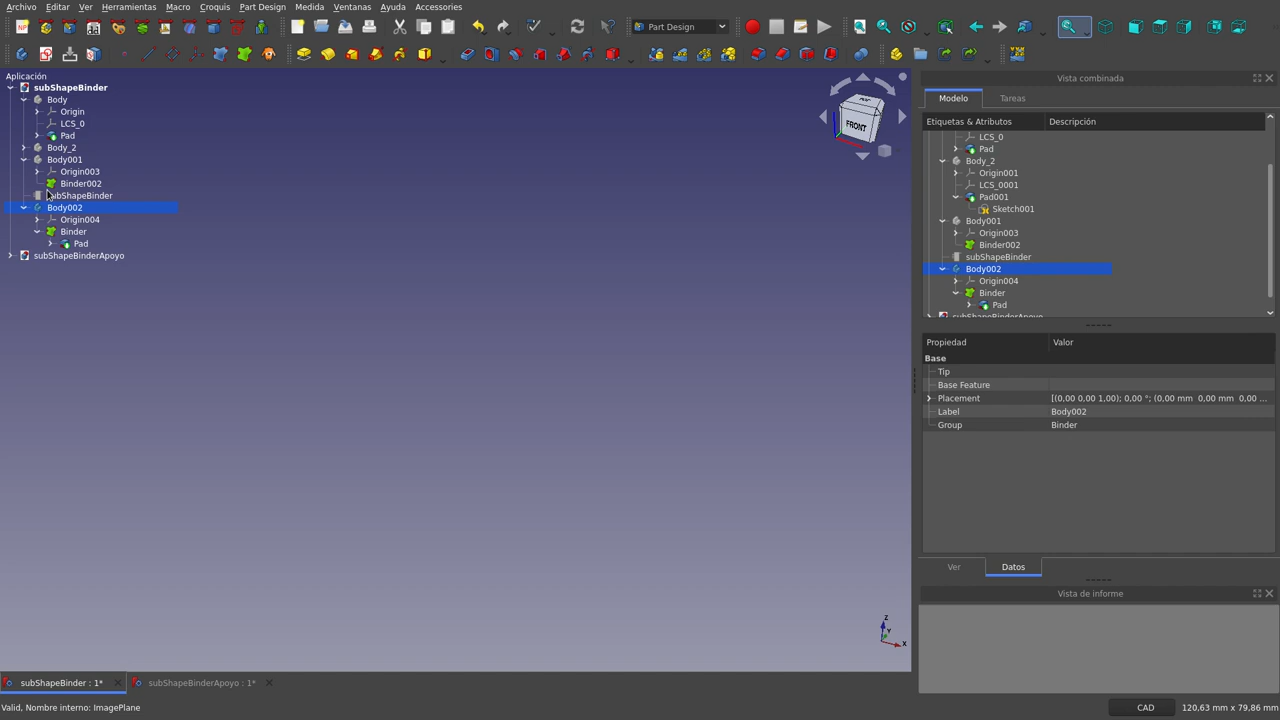 Archivo Editar Ver Herramientas Macro Croquis Part Design Medida Ventanas Ayuda Accessories
Part Design
Aplicación
subShapeBinder
Body
Origin
LCS_0
Pad
Body_2
Body001
Origin003
Binder002
subShapeBinder
Body002
Origin004
Binder
Pad
subShapeBinderApoyo
FRONT
Z
Y
X
Vista combinada
Modelo Tareas
Etiquetas & Atributos Descripción
LCS_0
Pad
Body_2
Origin001
LCS_0001
Pad001
Sketch001
Body001
Origin003
Binder002
subShapeBinder
Body002
Origin004
Binder
Pad
subShapeBinderApoyo
Propiedad Valor
Base
Tip
Base Feature
Placement [(0,00 0,00 1,00); 0,00 °; (0,00 mm 0,00 mm 0,00 ...
Label Body002
Group Binder
Ver Datos
Vista de informe
subShapeBinder : 1* subShapeBinderApoyo : 1*
Valid, Nombre interno: ImagePlane CAD 120,63 mm x 79,86 mm